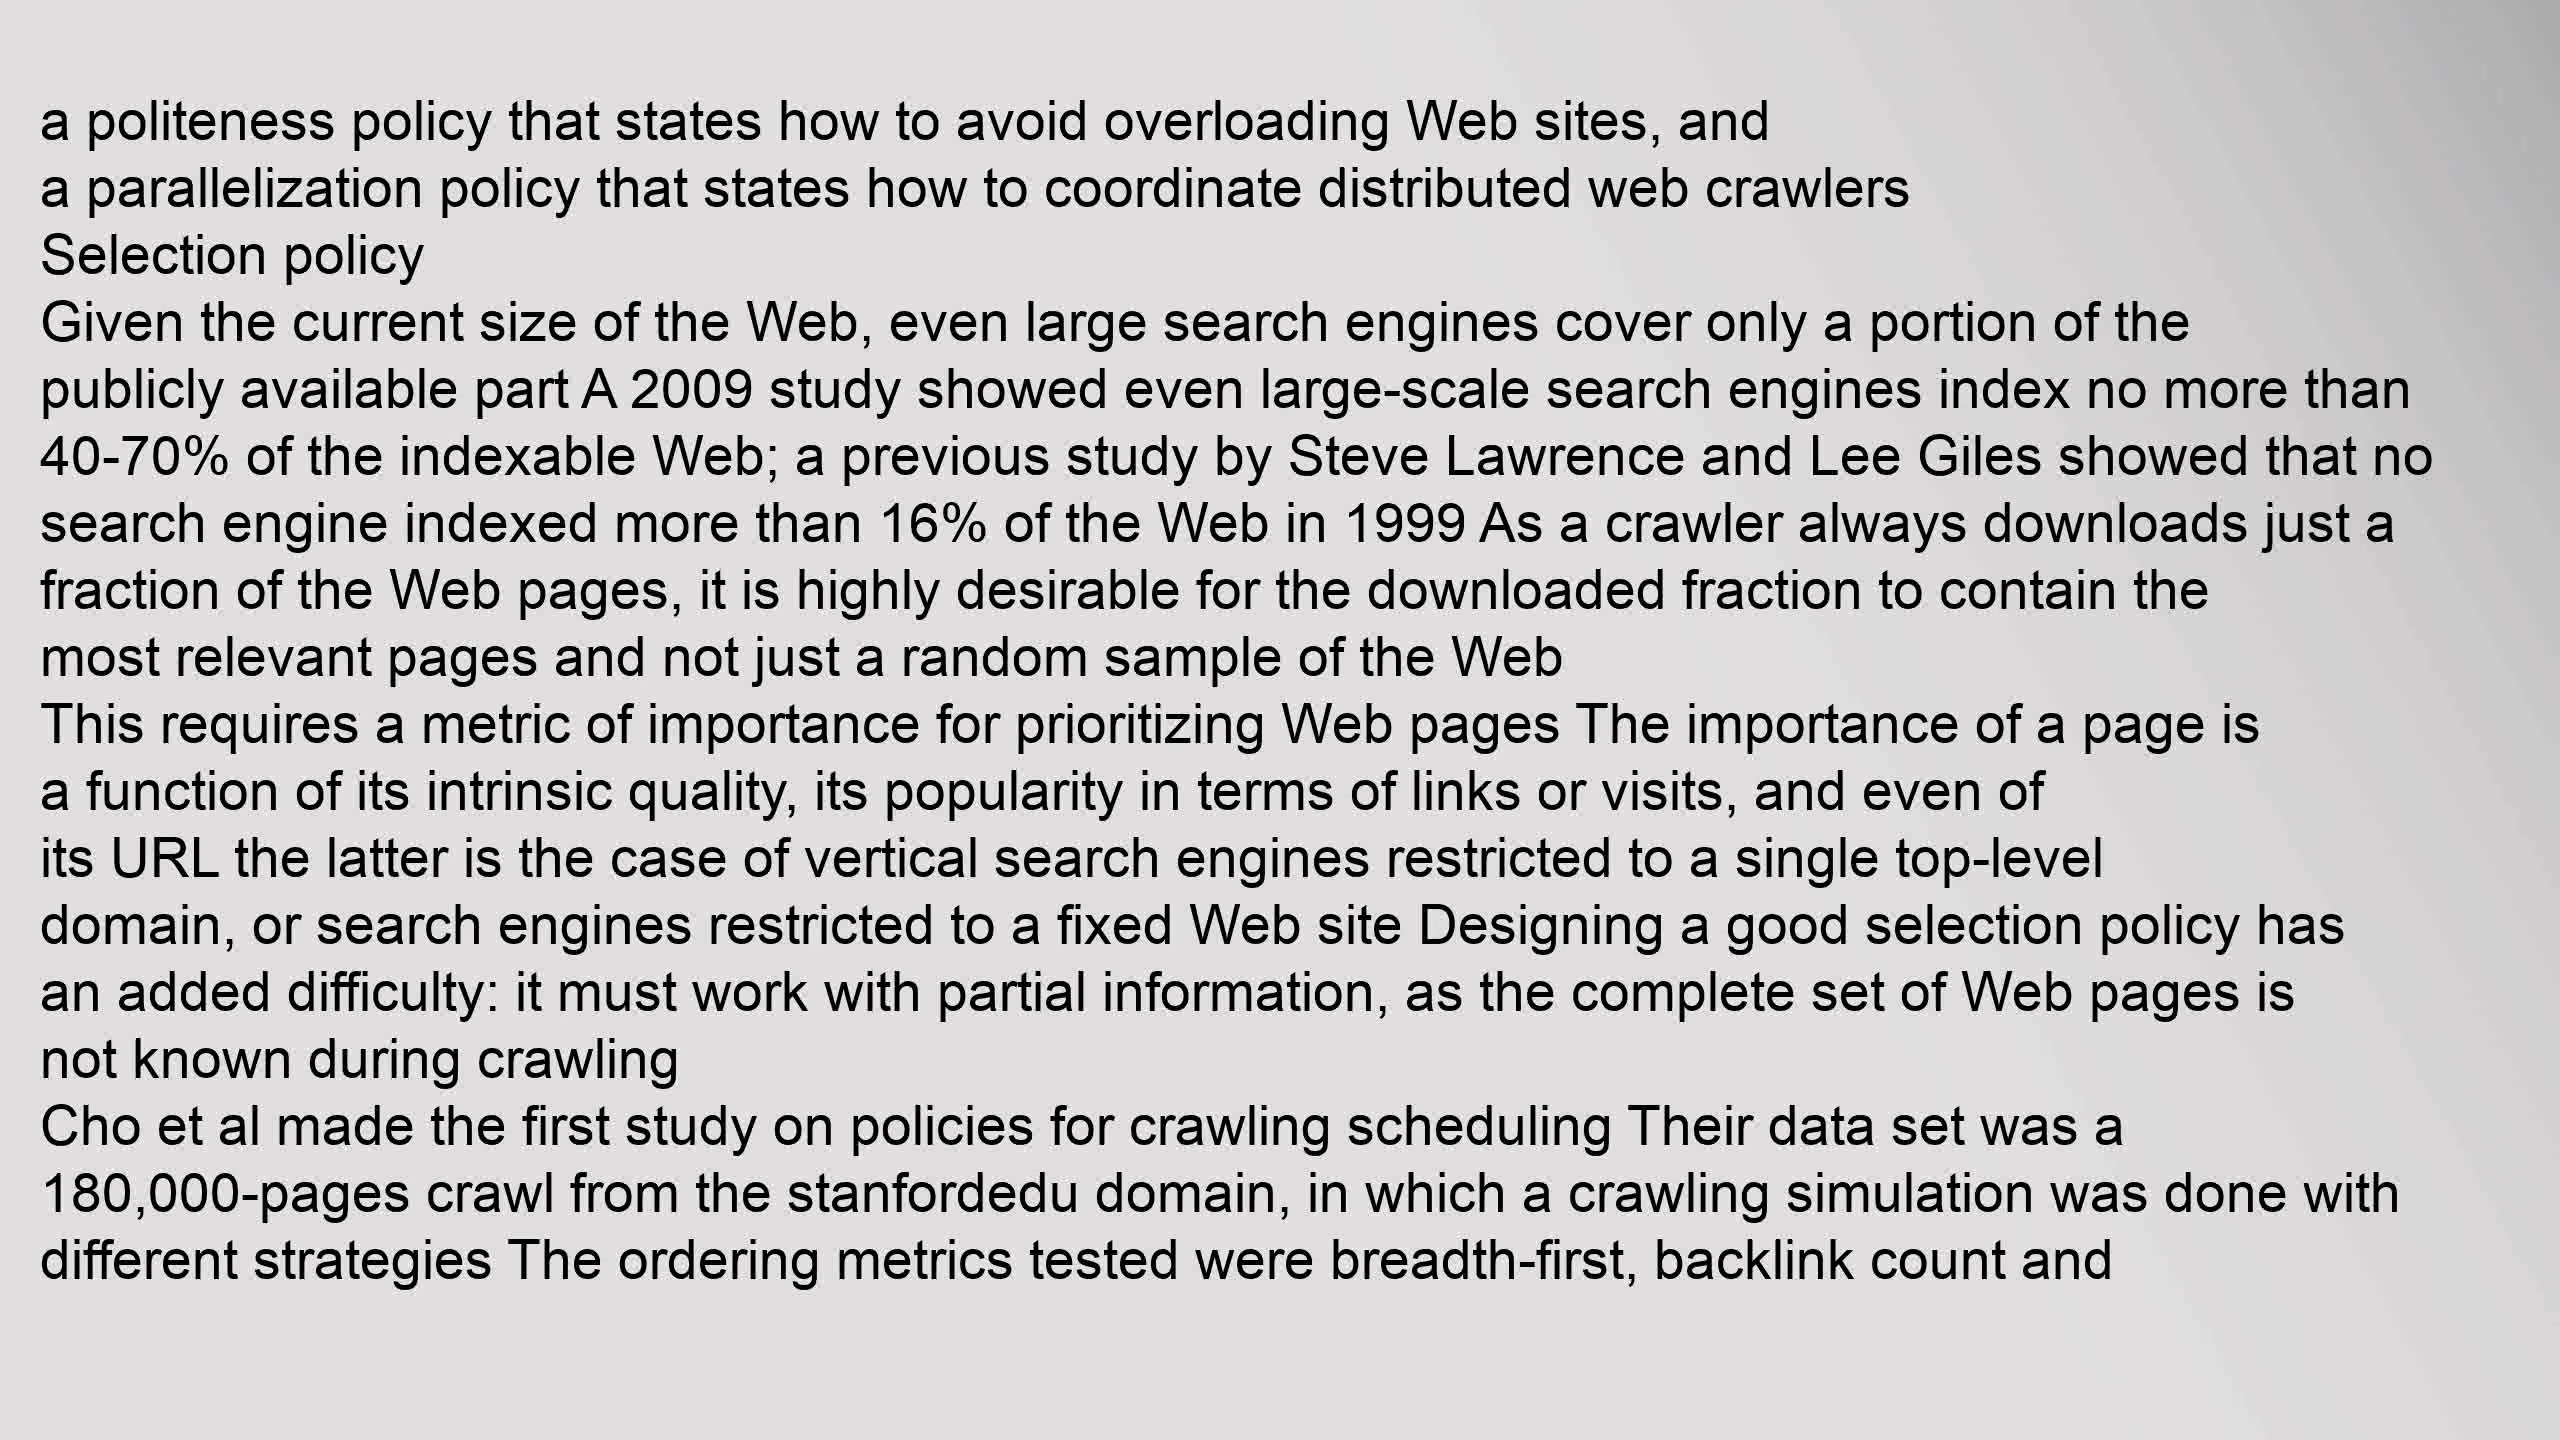 a politeness policy that states how to avoid overloading Web sites, and
a parallelization policy that states how to coordinate distributed web crawlers
Selection policy
Given the current size of the Web, even large search engines cover only a portion of the
publicly available part A 2009 study showed even large-scale search engines index no more than
40-70% of the indexable Web; a previous study by Steve Lawrence and Lee Giles showed that no
search engine indexed more than 16% of the Web in 1999 As a crawler always downloads just a
fraction of the Web pages, it is highly desirable for the downloaded fraction to contain the
most relevant pages and not just a random sample of the Web
This requires a metric of importance for prioritizing Web pages The importance of a page is
a function of its intrinsic quality, its popularity in terms of links or visits, and even of
its URL the latter is the case of vertical search engines restricted to a single top-level
domain, or search engines restricted to a fixed Web site Designing a good selection policy has
an added difficulty: it must work with partial information, as the complete set of Web pages is
not known during crawling
Cho et al made the first study on policies for crawling scheduling Their data set was a
180,000-pages crawl from the stanfordedu domain, in which a crawling simulation was done with
different strategies The ordering metrics tested were breadth-first, backlink count and